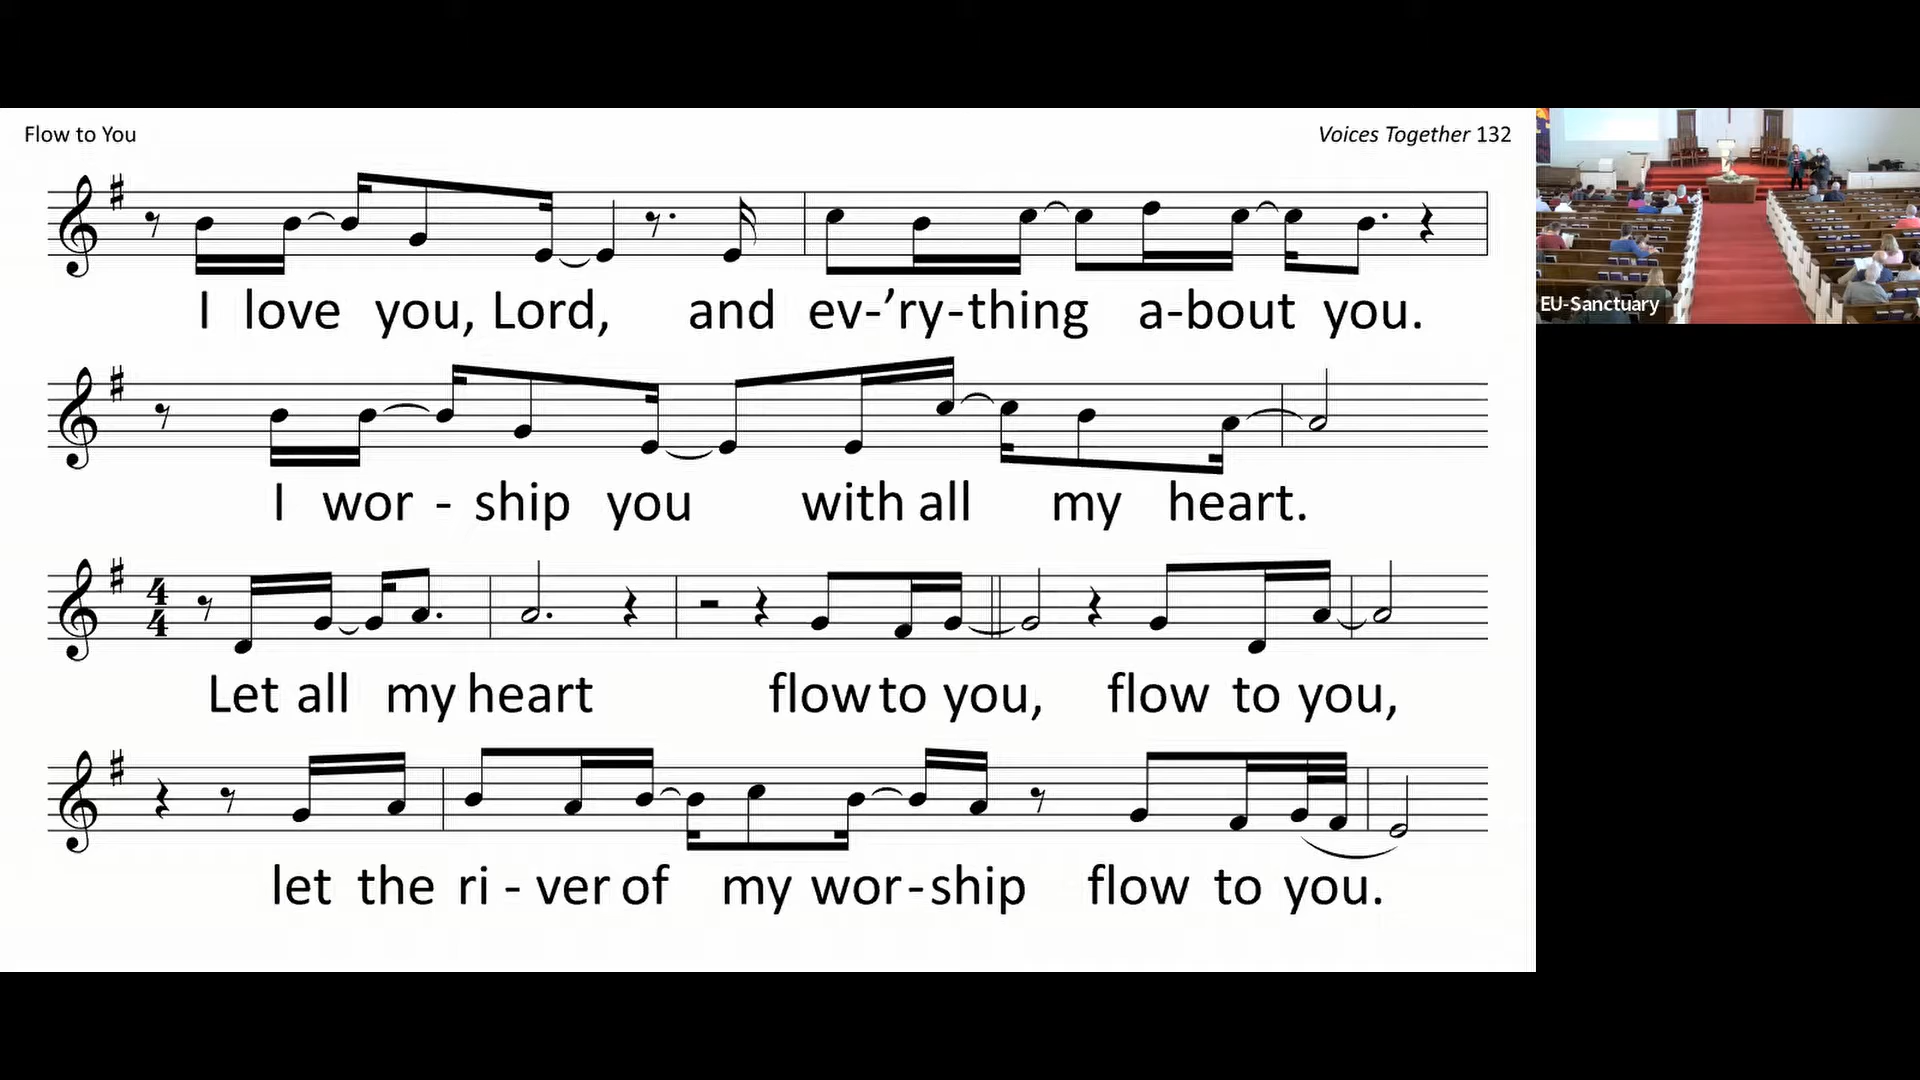 Flow to You
Voices Together 132
I love you, Lord, and ev-’ry-thing a-bout you.
I wor - ship you with all my heart.
4
4
Let all my heart flow to you, flow to you,
let the ri - ver of my wor-ship flow to you.
EU-Sanctuary